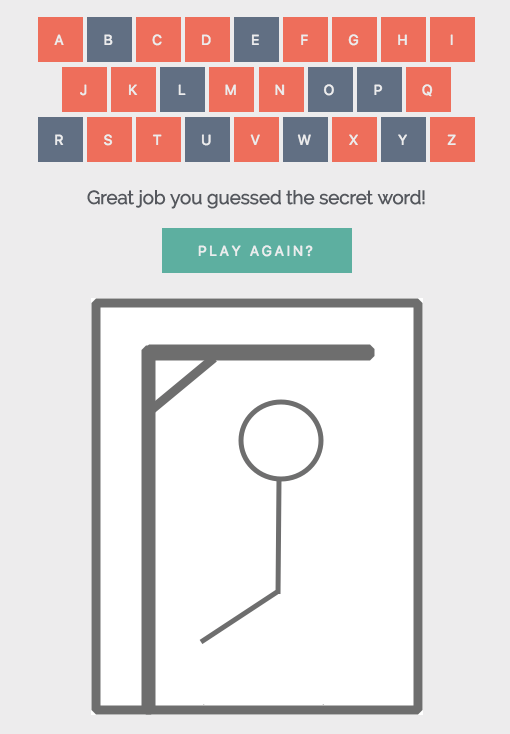 A B C D E F G H I
J K L M N O P Q
R S T U V W X Y Z
Great job you guessed the secret word!
PLAY AGAIN?